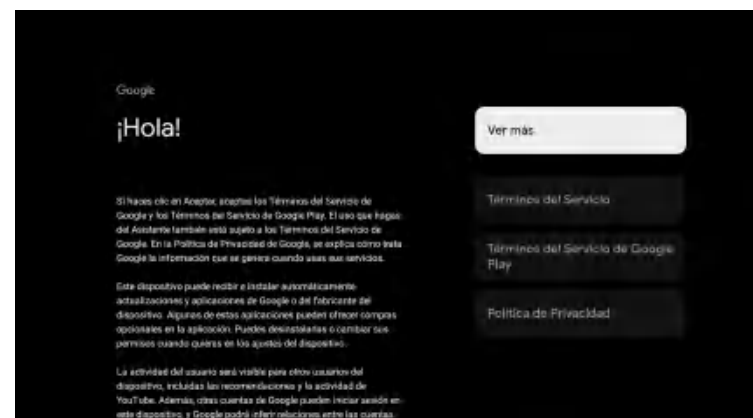 Google
¡Hola!
Si haces clic en Aceptar, aceptas los Términos del Servicio de
Google y los Términos del Servicio de Google Play. El uso que hagas
del Asistente también está sujeto a los Términos del Servicio de
Google. En la Política de Privacidad de Google, se explica cómo trata
Google la información que se genera cuando usas sus servicios.
Este dispositivo puede recibir e instalar automáticamente
actualizaciones y aplicaciones de Google o del fabricante del
dispositivo. Algunas de estas aplicaciones pueden ofrecer compras
opcionales en la aplicación. Puedes desinstalarlas o cambiar sus
permisos cuando quieras en los ajustes del dispositivo.
La actividad del usuario será visible para otros usuarios del
dispositivo, incluidas las recomendaciones y la actividad de
YouTube. Además, otras cuentas de Google pueden iniciar sesión en
este dispositivo, y Google podrá inferir relaciones entre las cuentas.
Ver más
Términos del Servicio
Términos del Servicio de Google
Play
Política de Privacidad